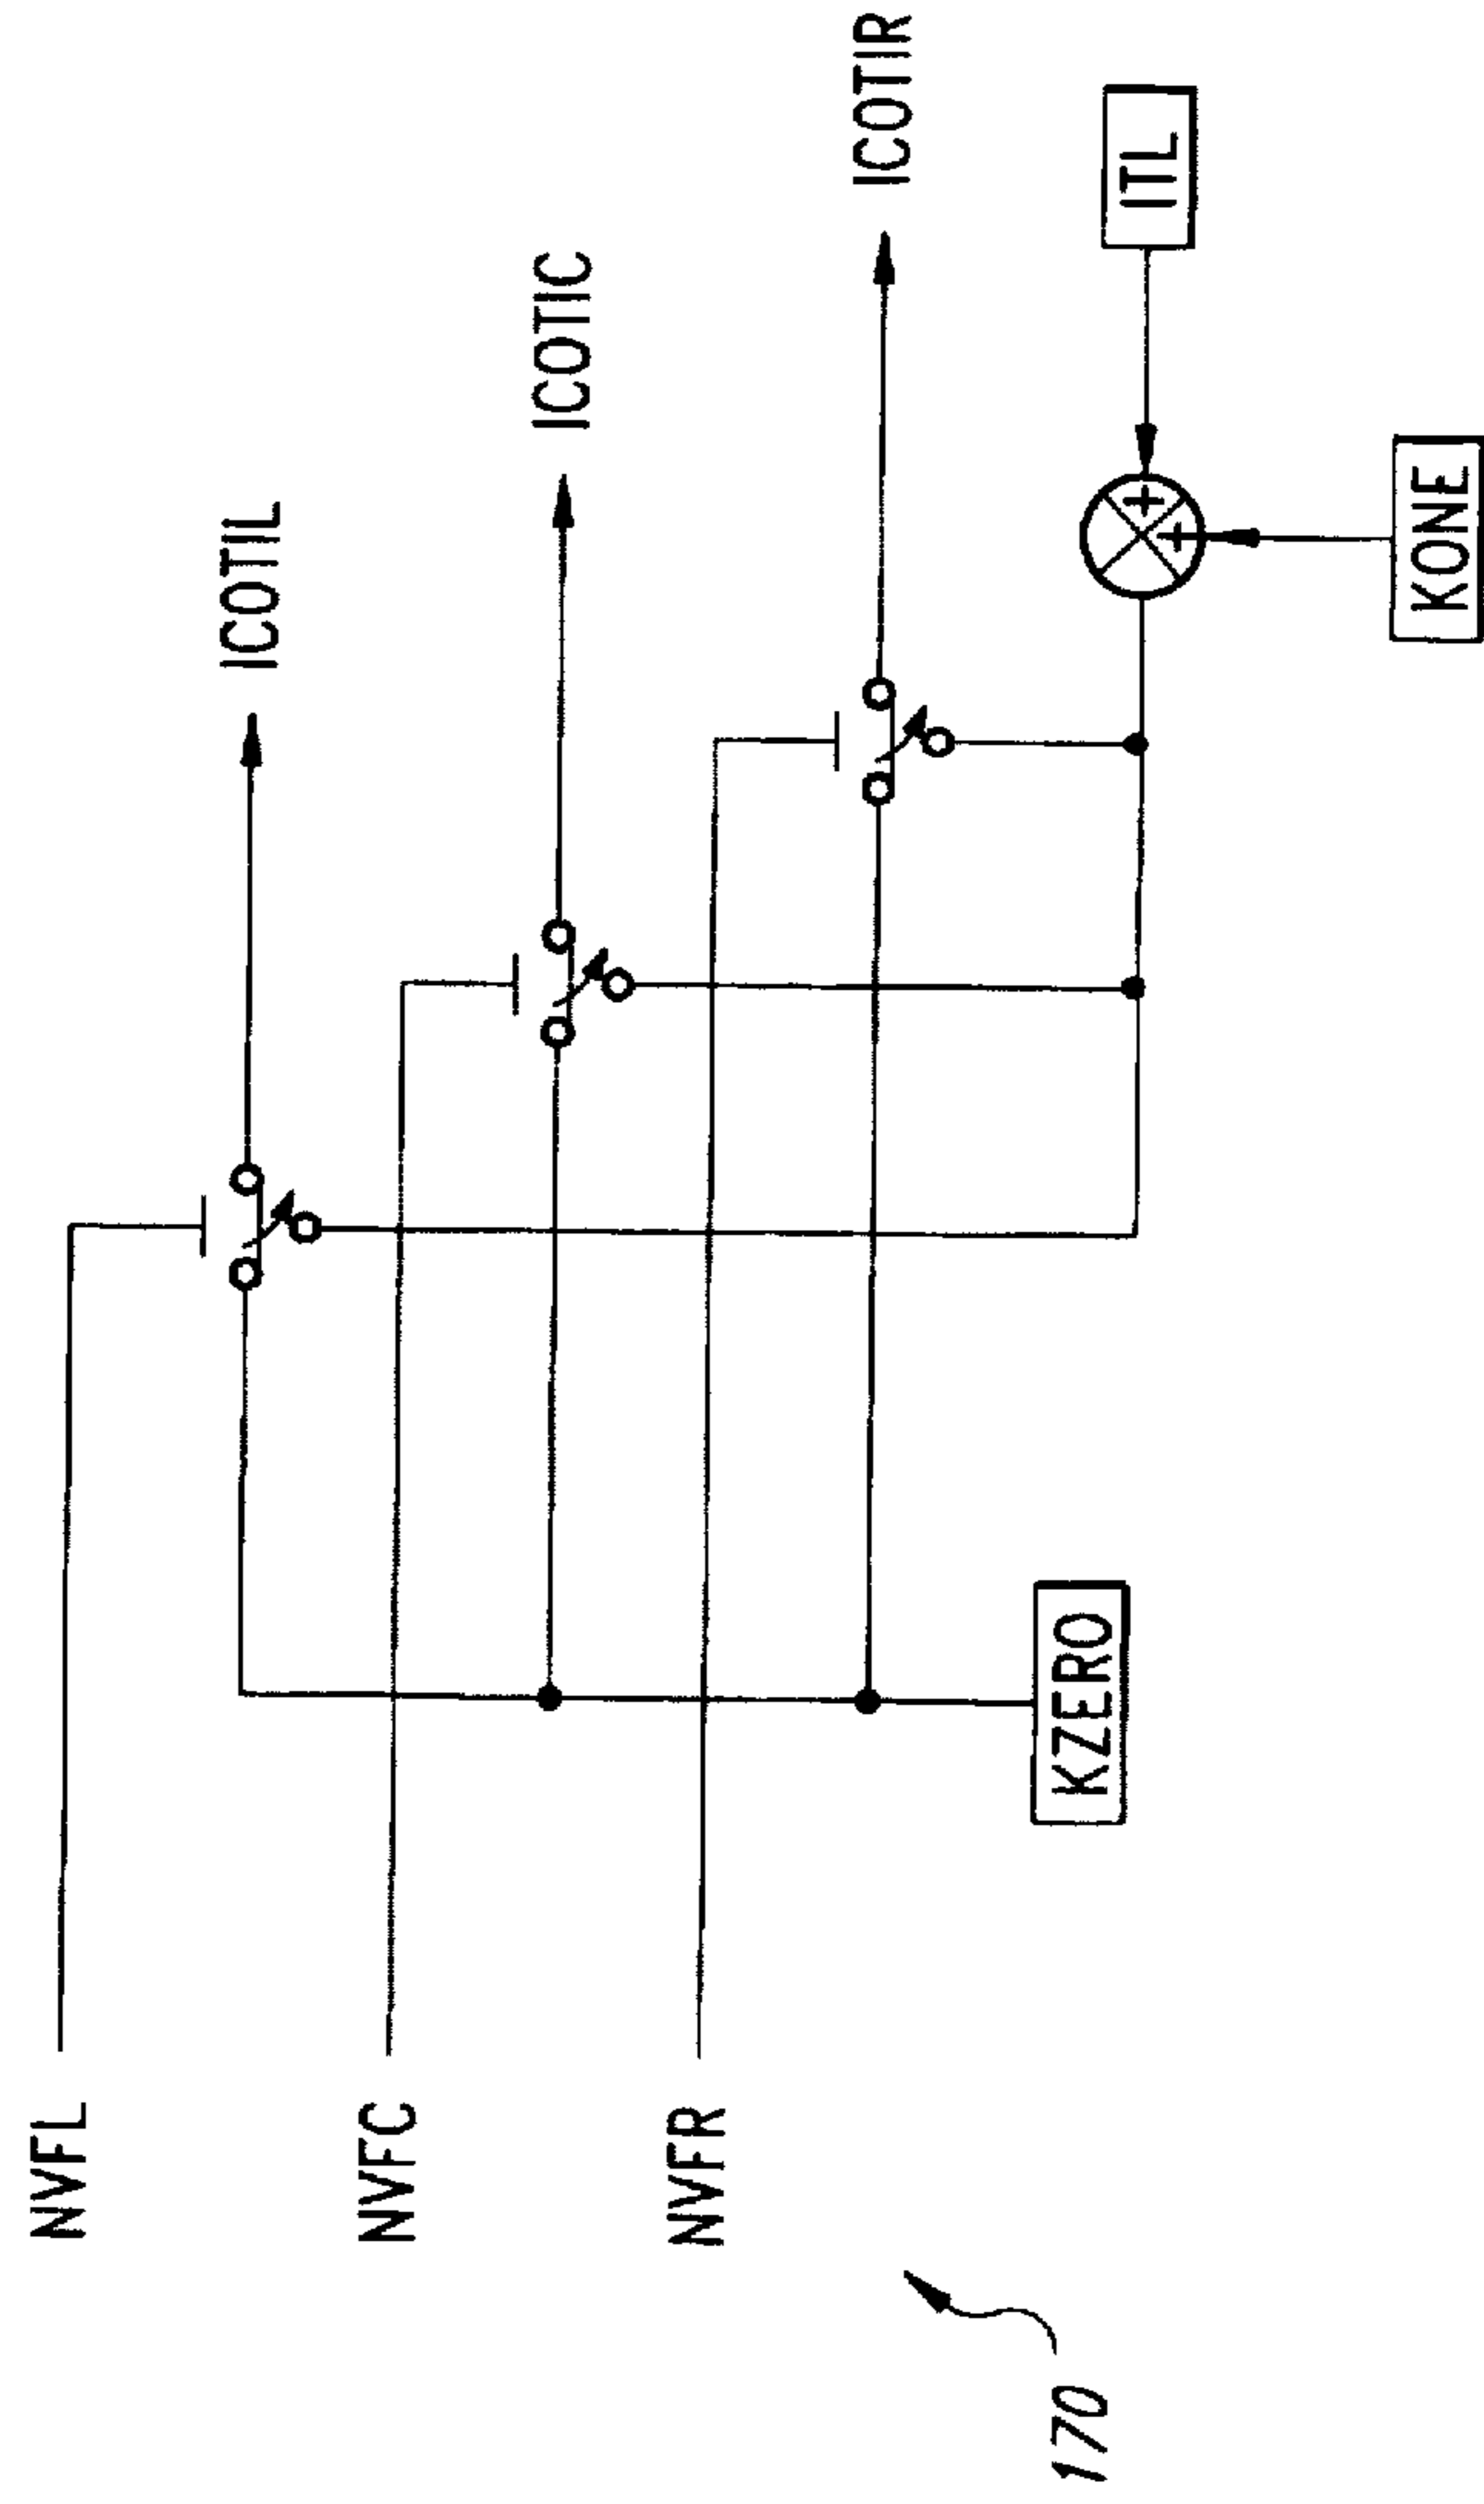 NVFL
ICOTIL
NVFC
ICOTIC
NVFR
ICOTIR
KZERO
ITL
KONE
170